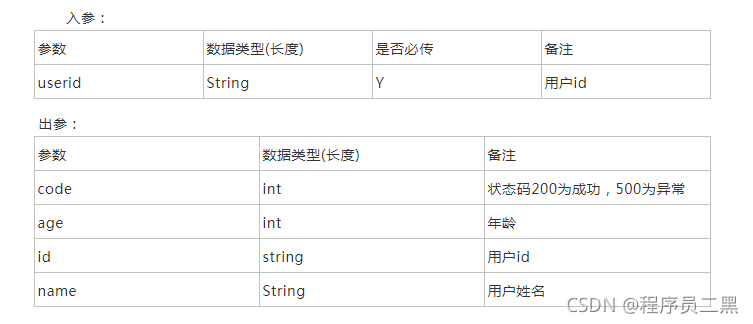 入参：
参数 数据类型(长度) 是否必传 备注
userid String Y 用户id
出参：
参数 数据类型(长度) 备注
code int 状态码200为成功，500为异常
age int 年龄
id string 用户id
name String 用户姓名
CSDN @程序员二黑